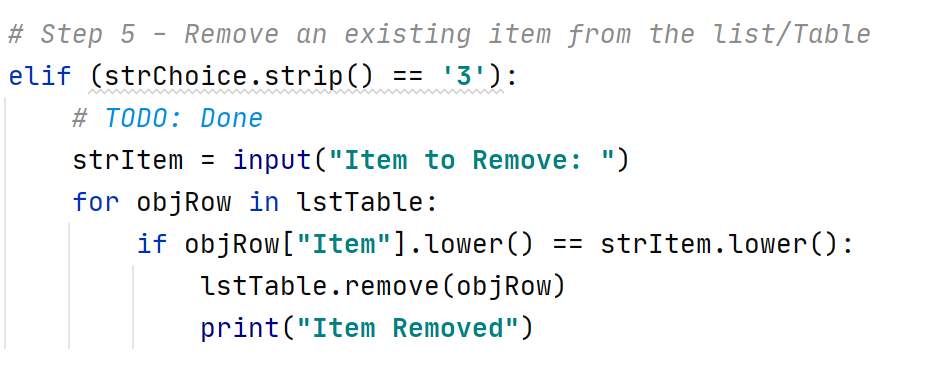 # Step 5 - Remove an existing item from the list/Table
elif (strChoice.strip() == '3'):
    # TODO: Done
    strItem = input("Item to Remove: ")
    for objRow in lstTable:
        if objRow["Item"].lower() == strItem.lower():
            lstTable.remove(objRow)
            print("Item Removed")